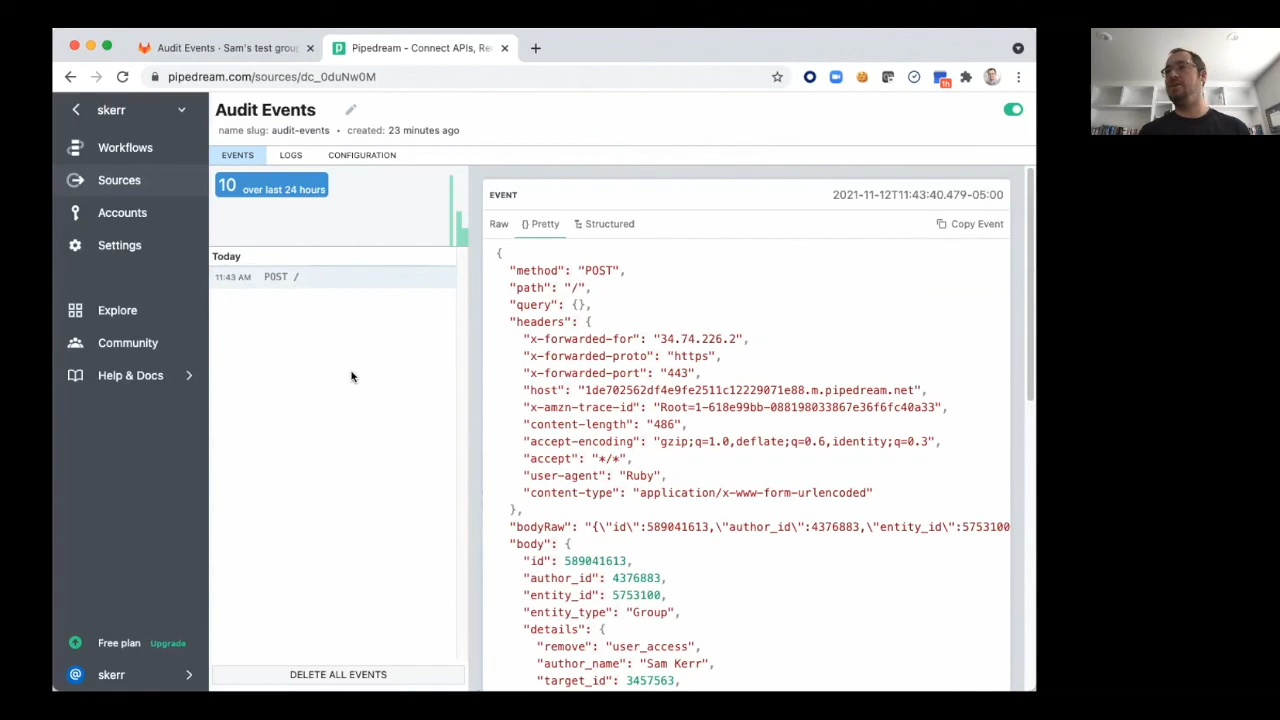 Audit Events · Sam's test grou
Pipedream - Connect APIs, Re
pipedream.com/sources/dc_0duNw0M
1h
skerr
Workflows
Sources
Accounts
Settings
Explore
Community
Help & Docs
Free plan Upgrade
@ skerr
Audit Events
name slug: audit-events • created: 23 minutes ago
EVENTS LOGS CONFIGURATION
10 over last 24 hours
Today
11:43 AM POST /
DELETE ALL EVENTS
EVENT 2021-11-12T11:43:40.479-05:00
Raw {} Pretty Structured Copy Event
{
"method": "POST",
"path": "/",
"query": {},
"headers": {
"x-forwarded-for": "34.74.226.2",
"x-forwarded-proto": "https",
"x-forwarded-port": "443",
"host": "1de702562df4e9fe2511c12229071e88.m.pipedream.net",
"x-amzn-trace-id": "Root=1-618e99bb-088198033867e36f6fc40a33",
"content-length": "486",
"accept-encoding": "gzip;q=1.0,deflate;q=0.6,identity;q=0.3",
"accept": "*/*",
"user-agent": "Ruby",
"content-type": "application/x-www-form-urlencoded"
},
"bodyRaw": "{\"id\":589041613,\"author_id\":4376883,\"entity_id\":5753100
"body": {
"id": 589041613,
"author_id": 4376883,
"entity_id": 5753100,
"entity_type": "Group",
"details": {
"remove": "user_access",
"author_name": "Sam Kerr",
"target_id": 3457563,